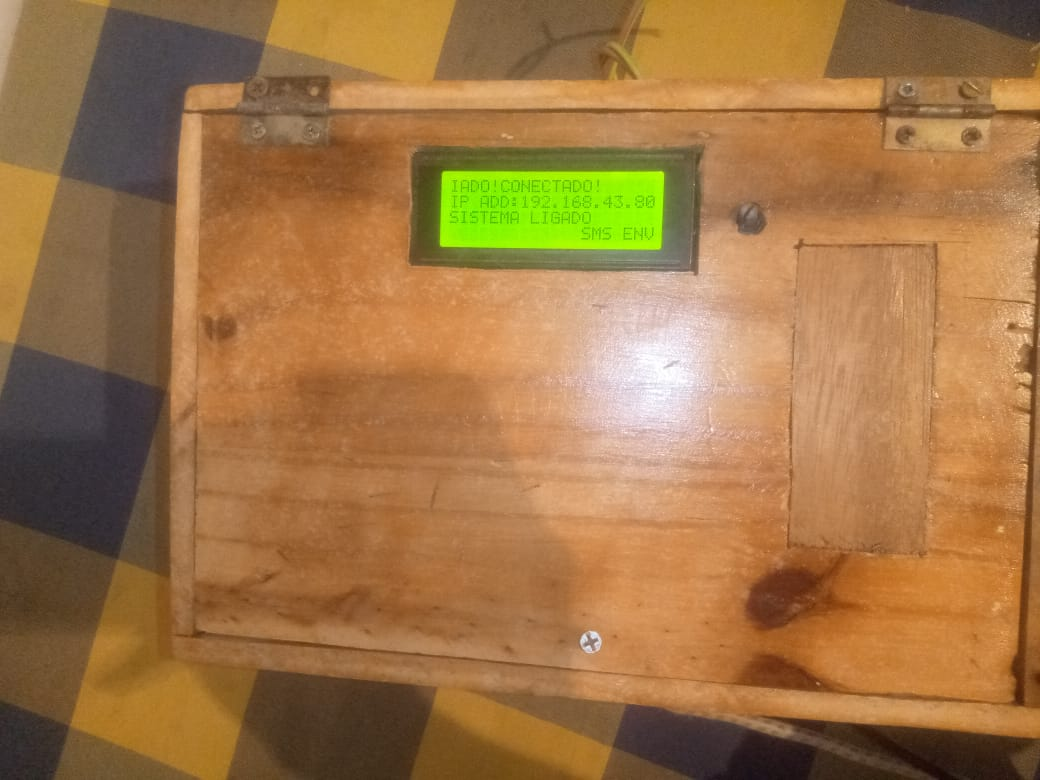 IADO!CONECTADO!
IP ADD:192.168.43.80
SISTEMA LIGADO
SMS ENV